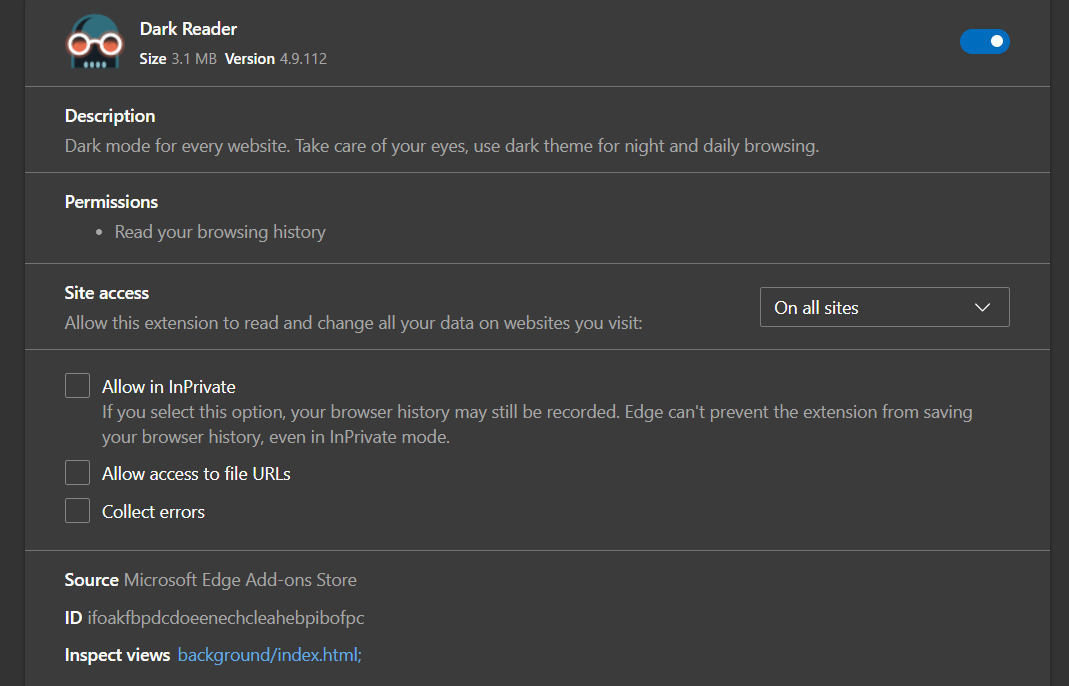 Dark Reader
Size 3.1 MB Version 4.9.112
Description
Dark mode for every website. Take care of your eyes, use dark theme for night and daily browsing.
Permissions
• Read your browsing history
Site access
Allow this extension to read and change all your data on websites you visit:
On all sites
Allow in InPrivate
If you select this option, your browser history may still be recorded. Edge can't prevent the extension from saving
your browser history, even in InPrivate mode.
Allow access to file URLs
Collect errors
Source Microsoft Edge Add-ons Store
ID ifoakfbpdcdoeenechcleahebpibofpc
Inspect views background/index.html;